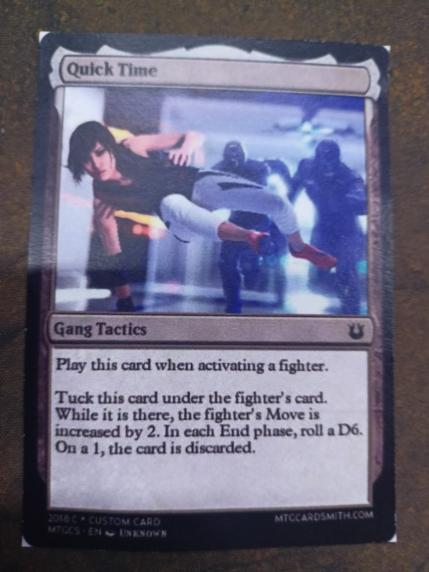 Quick Time
Gang Tactics
Play this card when activating a fighter.
Tuck this card under the fighter's card.
While it is there, the fighter's Move is
increased by 2. In each End phase, roll a D6.
On a 1, the card is discarded.
2018 C • CUSTOM CARD
MTGCS • EN UNKNOWN
MTGCARDSMITH.COM